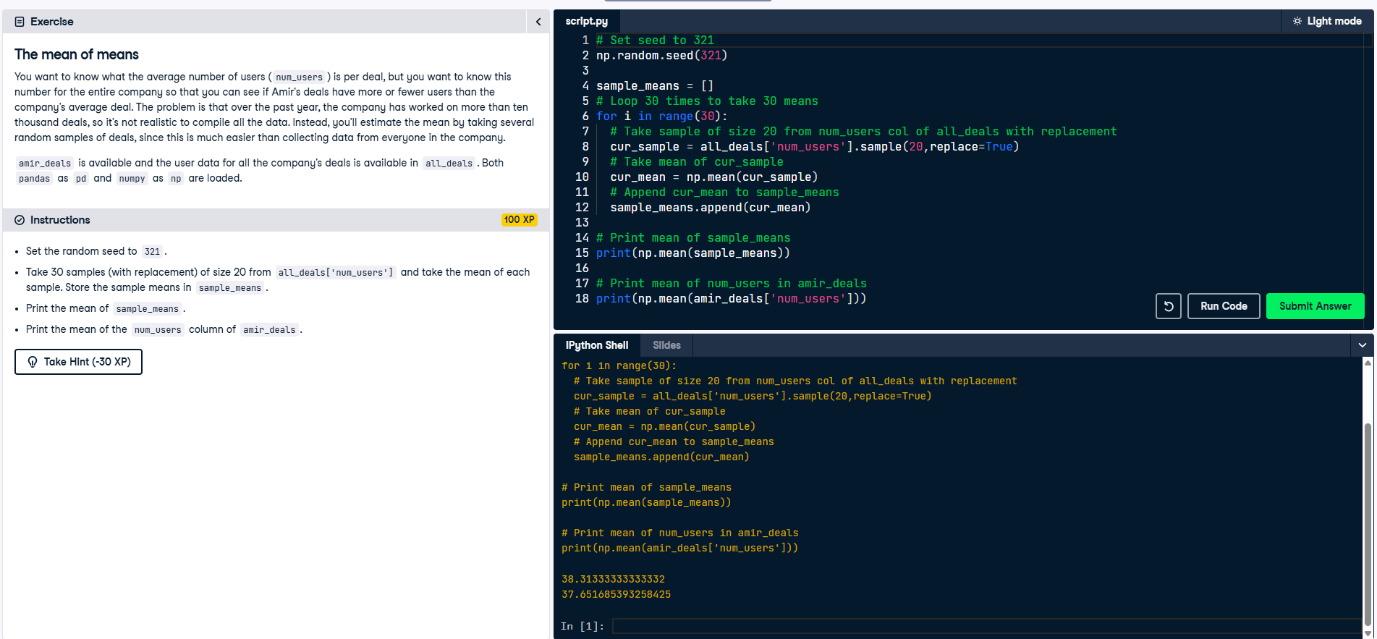 Exercise
The mean of means
You want to know what the average number of users ( num_users ) is per deal, but you want to know this
number for the entire company so that you can see if Amir's deals have more or fewer users than the
company's average deal. The problem is that over the past year, the company has worked on more than ten
thousand deals, so it's not realistic to compile all the data. Instead, you'll estimate the mean by taking several
random samples of deals, since this is much easier than collecting data from everyone in the company.
amir_deals is available and the user data for all the company's deals is available in all_deals . Both
pandas as pd and numpy as np are loaded.
Instructions
100 XP
• Set the random seed to 321 .
• Take 30 samples (with replacement) of size 20 from all_deals['num_users'] and take the mean of each
sample. Store the sample means in sample_means .
• Print the mean of sample_means .
• Print the mean of the num_users column of amir_deals .
Take Hint (-30 XP)
script.py
Light mode
1 # Set seed to 321
2 np.random.seed(321)
3
4 sample_means = []
5 # Loop 30 times to take 30 means
6 for i in range(30):
7   # Take sample of size 20 from num_users col of all_deals with replacement
8   cur_sample = all_deals['num_users'].sample(20,replace=True)
9   # Take mean of cur_sample
10   cur_mean = np.mean(cur_sample)
11   # Append cur_mean to sample_means
12   sample_means.append(cur_mean)
13
14 # Print mean of sample_means
15 print(np.mean(sample_means))
16
17 # Print mean of num_users in amir_deals
18 print(np.mean(amir_deals['num_users']))
Run Code
Submit Answer
IPython Shell
Slides
for i in range(30):
  # Take sample of size 20 from num_users col of all_deals with replacement
  cur_sample = all_deals['num_users'].sample(20,replace=True)
  # Take mean of cur_sample
  cur_mean = np.mean(cur_sample)
  # Append cur_mean to sample_means
  sample_means.append(cur_mean)
# Print mean of sample_means
print(np.mean(sample_means))
# Print mean of num_users in amir_deals
print(np.mean(amir_deals['num_users']))
38.31333333333332
37.651685393258425
In [1]: